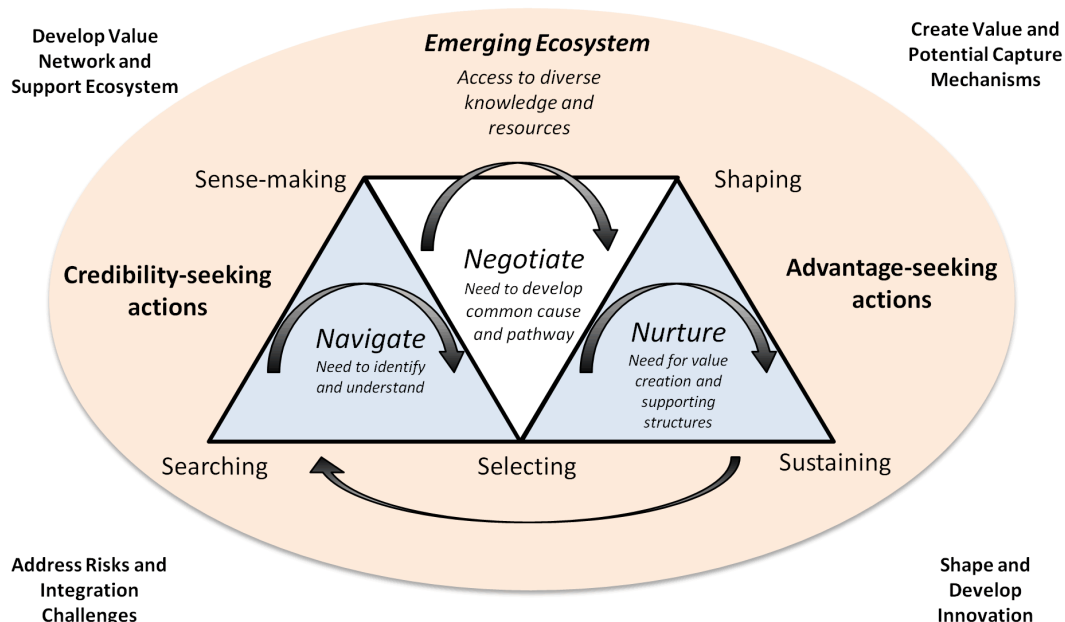 Develop Value
Network and
Support Ecosystem
Emerging Ecosystem
Access to diverse
knowledge and
resources
Create Value and
Potential Capture
Mechanisms
Sense-making
Shaping
Credibility-seeking
actions
Negotiate
Need to develop
common cause
and pathway
Advantage-seeking
actions
Navigate
Need to identify
and understand
Nurture
Need for value
creation and
supporting
structures
Searching
Selecting
Sustaining
Address Risks and
Integration
Challenges
Shape and
Develop
Innovation